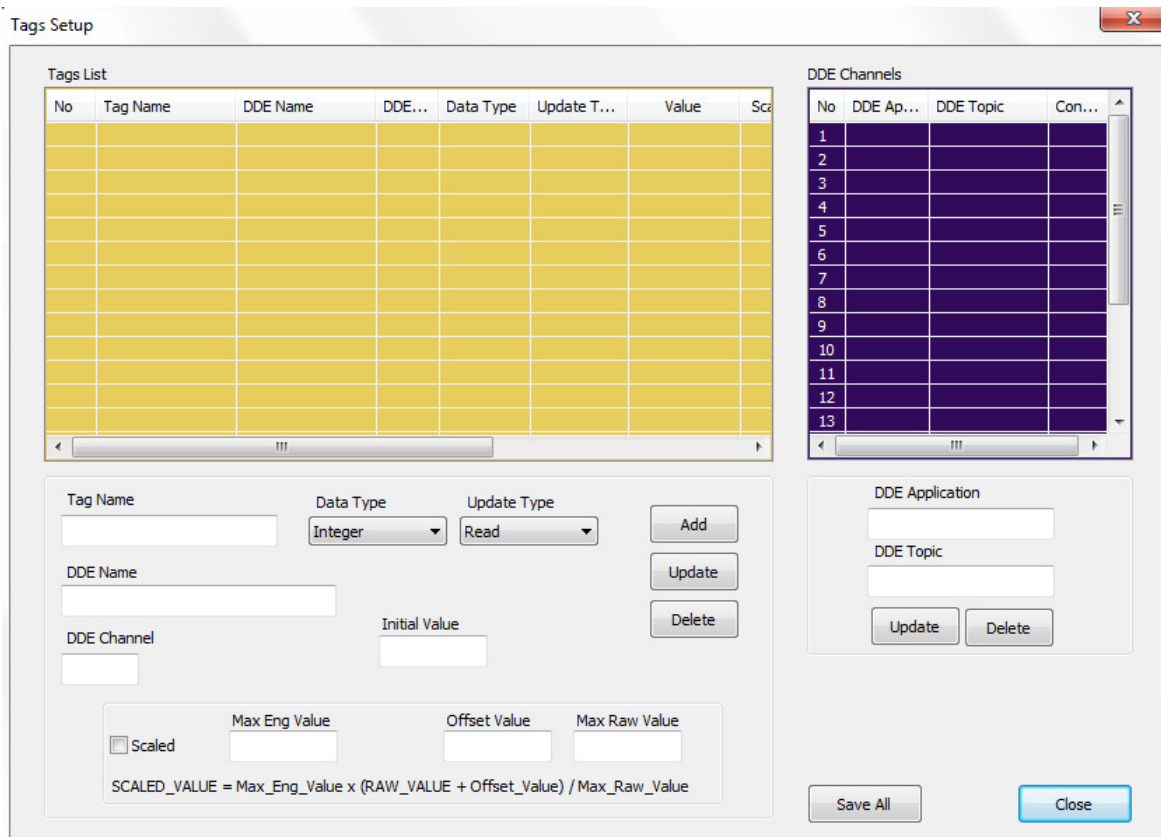 Tags Setup
Tags List
No Tag Name DDE Name DDE... Data Type Update T... Value Sca
DDE Channels
No DDE Ap... DDE Topic Con...
1
2
3
4
5
6
7
8
9
10
11
12
13
Tag Name
Data Type
Update Type
Integer
Read
Add
DDE Name
Update
DDE Channel
Initial Value
Delete
Max Eng Value
Offset Value
Max Raw Value
Scaled
SCALED_VALUE = Max_Eng_Value x (RAW_VALUE + Offset_Value) / Max_Raw_Value
DDE Application
DDE Topic
Update
Delete
Save All
Close